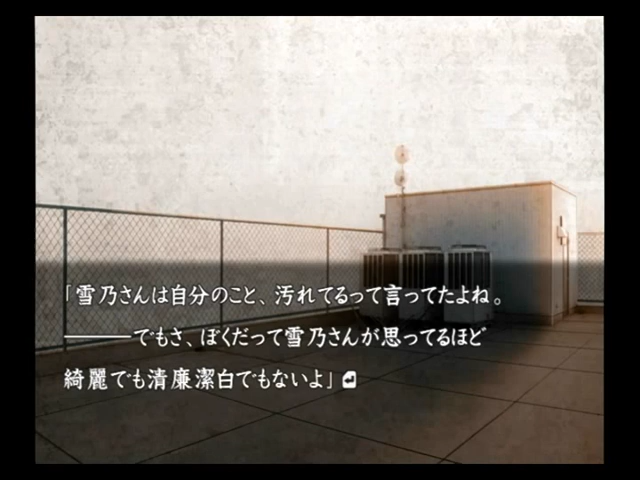 「雪乃さんは自分のこと、汚れてるって言ってたよね。
―――でもさ、ぼくだって雪乃さんが思ってるほど
綺麗でも清廉潔白でもないよ」